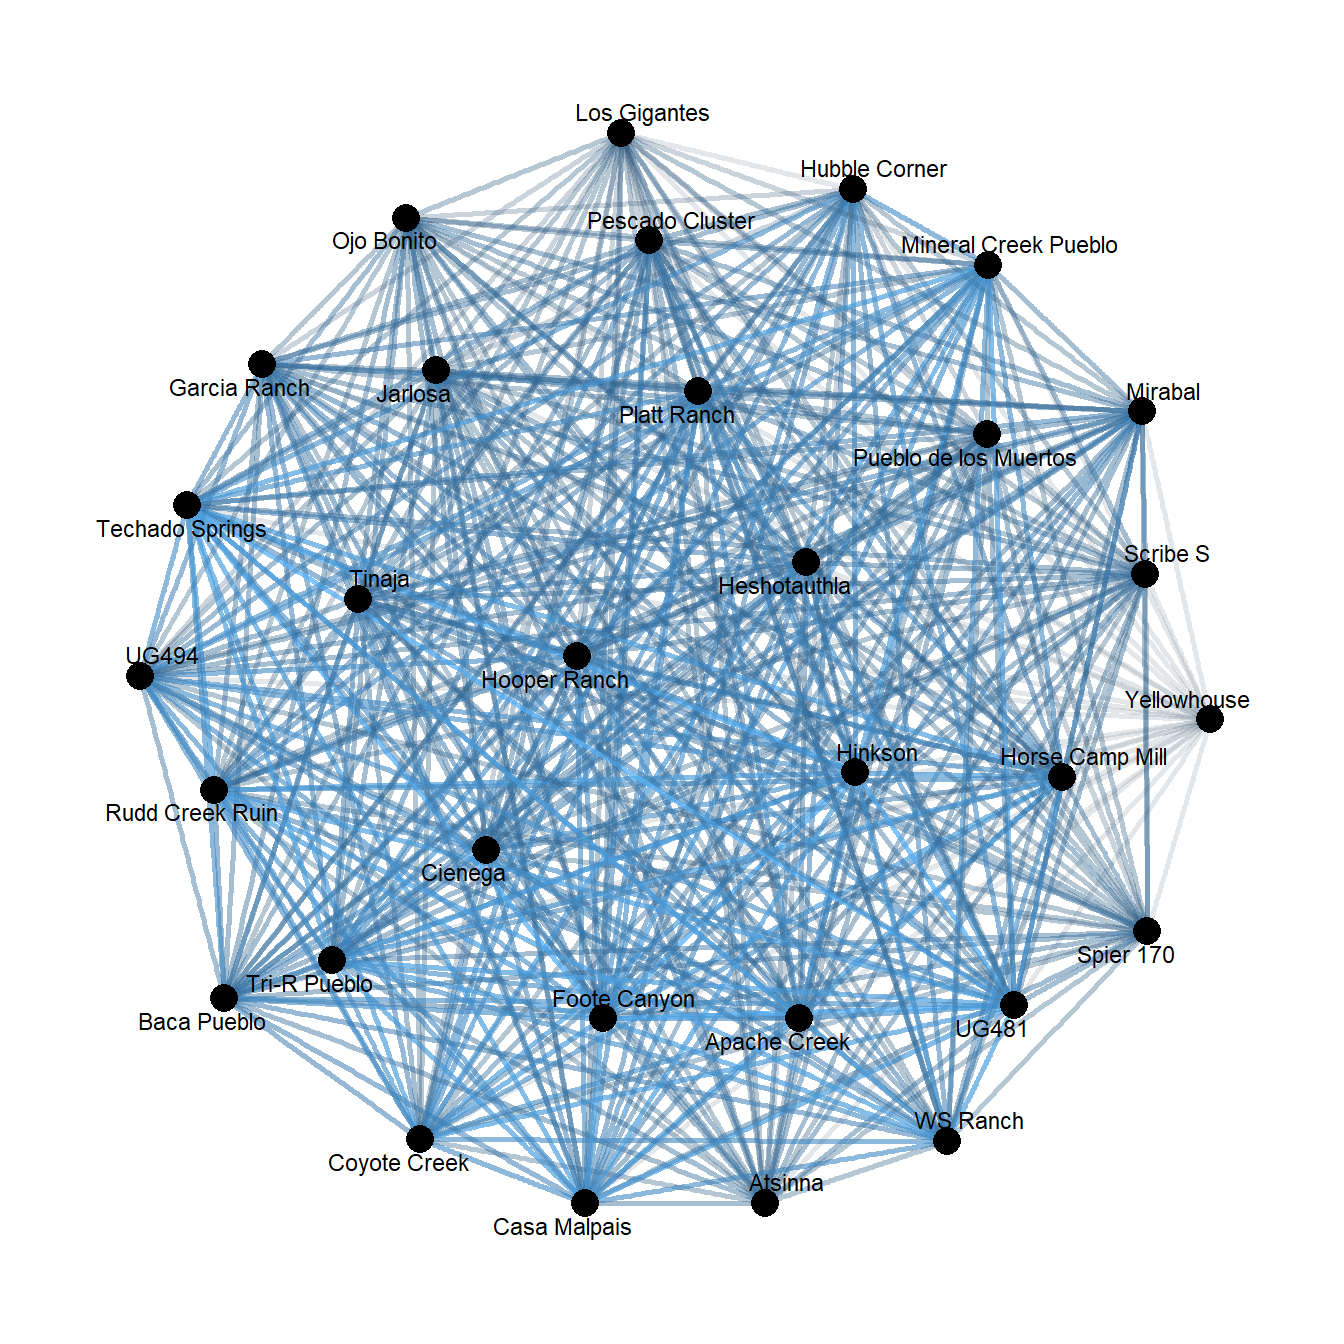 Los Gigantes
Hubble Corner
Pescado Cluster
Ojo Bonito
Mineral Creek Pueblo
Garcia Ranch
Jarlosa
Mirabal
Platt Ranch
Pueblo de los Muertos
Techado Springs
Scribe S
Tinaja
Heshotauthla
UG494
Hooper Ranch
Yellowhouse
Hinkson
Horse Camp Mill
Rudd Creek Ruin
Cienega
Spier 170
Tri-R Pueblo
Foote Canyon
Baca Pueblo
UG481
Apache Creek
WS Ranch
Coyote Creek
Atsinna
Casa Malpais